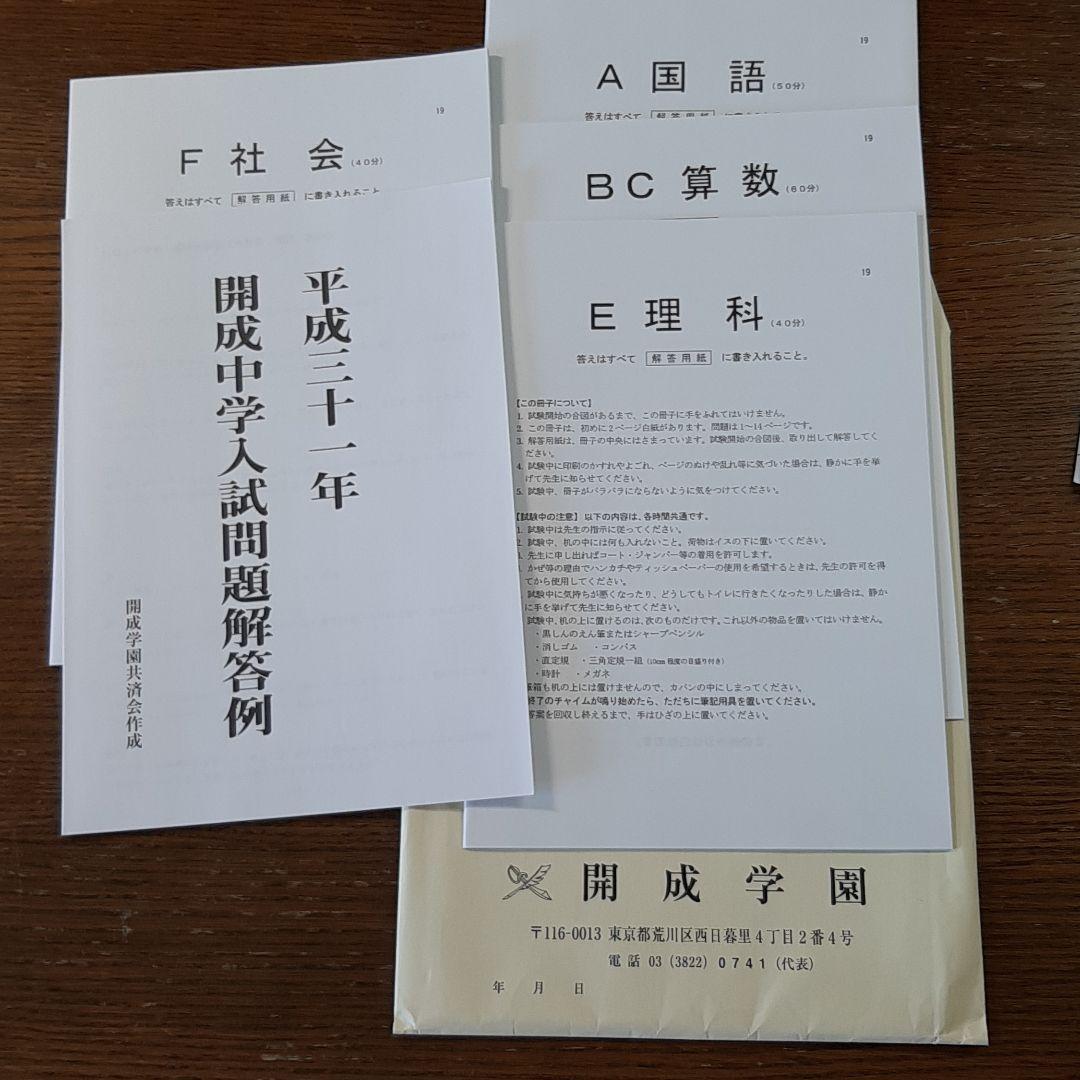 19
F 社 会 (40分)
答えはすべて 解答用紙 に書き入れること
平成三十一年
開成中学入試問題解答例
開成学園共済会作成
19
A 国 語 (50分)
答えはすべて 解答用紙
19
BC 算 数 (60分)
19
E 理 科 (40分)
答えはすべて 解答用紙 に書き入れること。
【この冊子について】
1. 試験開始の合図があるまで、この冊子に手をふれてはいけません。
2. この冊子は、初めに2ページ白紙があります。問題は1~14ページです。
3. 解答用紙は、冊子の中央にはさまっています。試験開始の合図後、取り出して解答してく
ださい。
4. 試験中に印刷のかすれやよごれ、ページのぬけや乱れ等に気づいた場合は、静かに手を挙
げて先生に知らせてください。
5. 試験中、冊子がバラバラにならないように気をつけてください。
【試験中の注意】 以下の内容は、各時間共通です。
1. 試験中は先生の指示に従ってください。
2. 試験中、机の中には何も入れないこと。荷物はイスの下に置いてください。
先生に申し出ればコート・ジャンパー等の着用を許可します。
かぜ等の理由でハンカチやティッシュペーパーの使用を希望するときは、先生の許可を得
てから使用してください。
試験中に気持ちが悪くなったり、どうしてもトイレに行きたくなったりした場合は、静か
に手を挙げて先生に知らせてください。
試験中、机の上に置けるのは、次のものだけです。これ以外の物品を置いてはいけません。
・黒しんのえん筆またはシャープペンシル
・消しゴム ・コンパス
・直定規 ・三角定規一組 (10cm 程度の目盛り付き)
・時計 ・メガネ
箱も机の上には置けませんので、カバンの中にしまってください。
終了のチャイムが鳴り始めたら、ただちに筆記用具を置いてください。
答案を回収し終えるまで、手はひざの上に置いてください。
開成学園
〒116-0013 東京都荒川区西日暮里4丁目2番4号
電話 03 (3822) 0741 (代表)
年 月 日